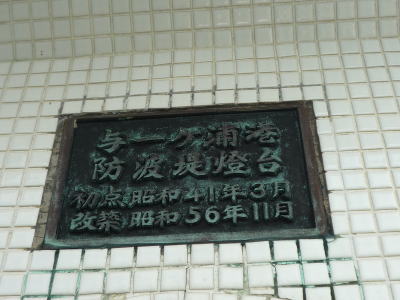 与一ケ浦港
防波堤燈台
初点 昭和41年3月
改築 昭和56年11月